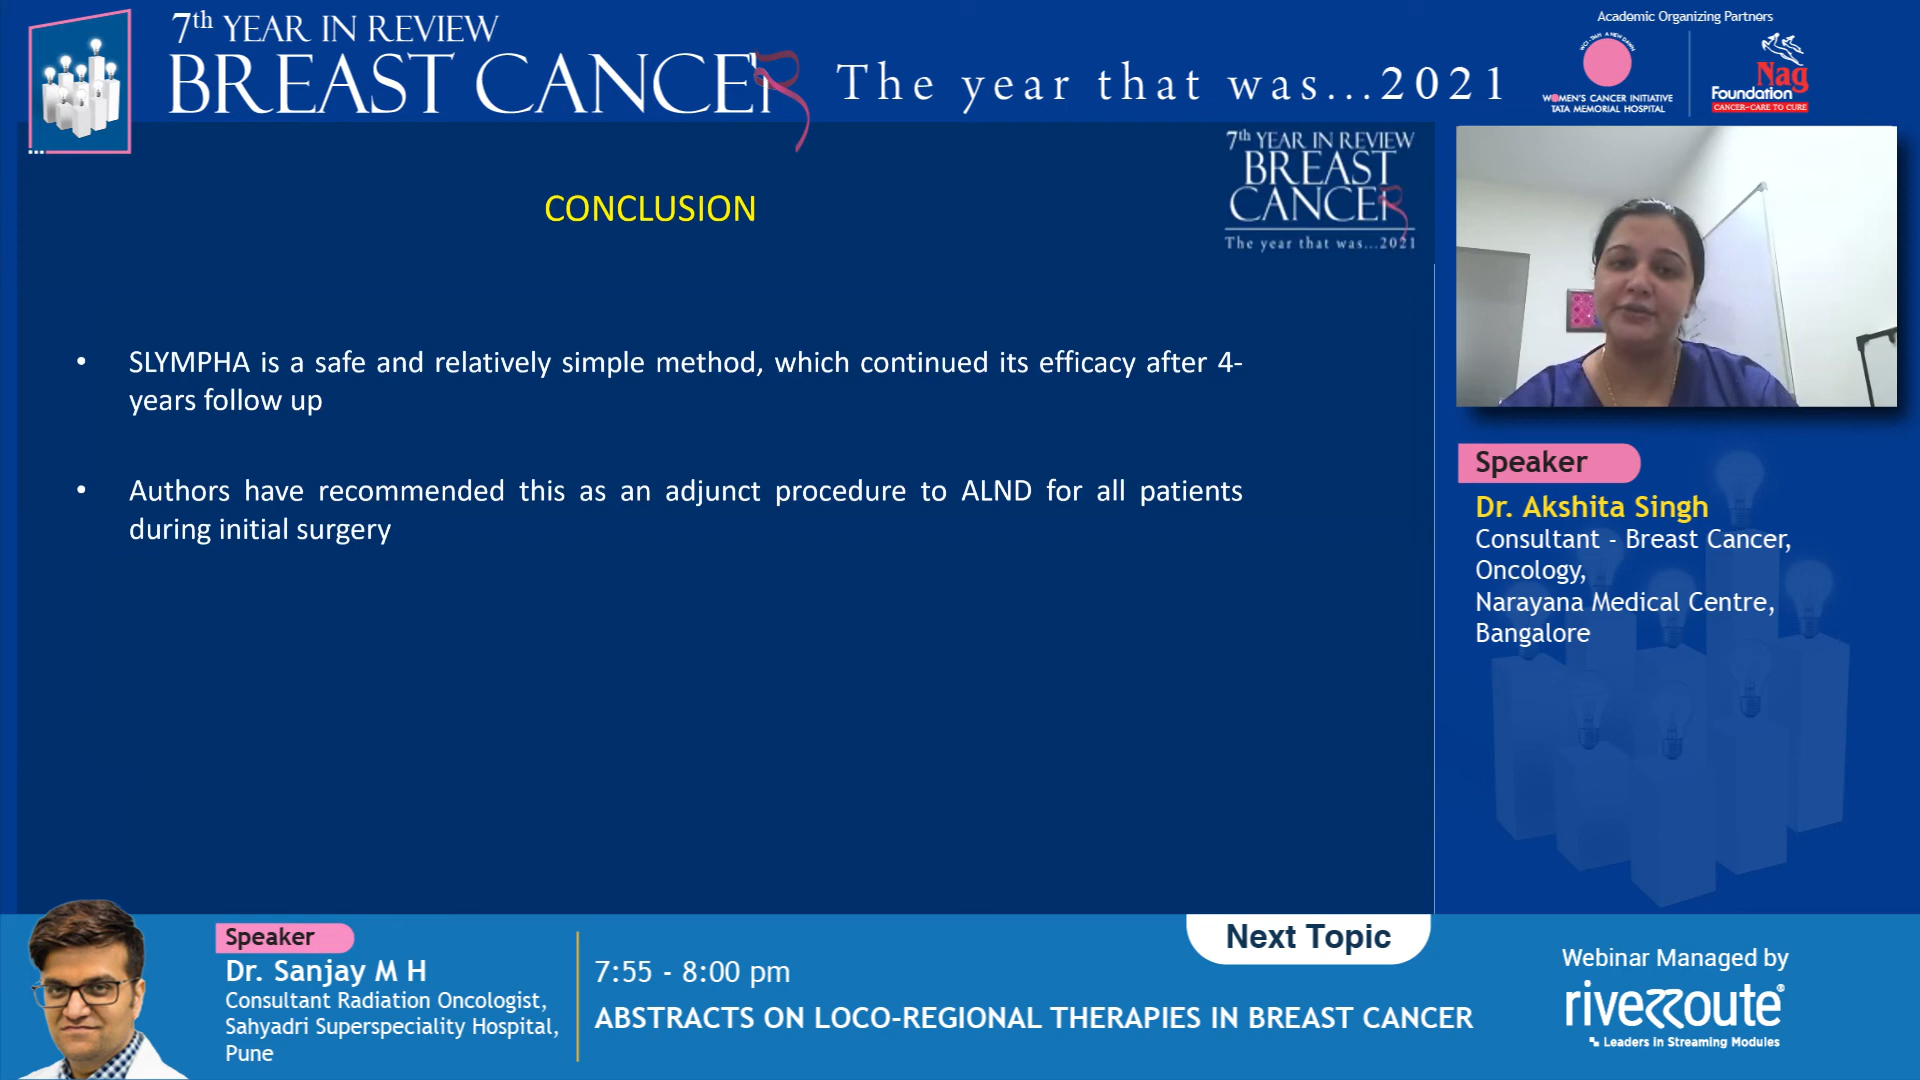 7th YEAR IN REVIEW
BREAST CANCER
The year that was...2021
Academic Organizing Partners
WOMEN'S CANCER INITIATIVE
TATA MEMORIAL HOSPITAL
Nag
Foundation
CANCER-CARE TO CURE
7th YEAR IN REVIEW
BREAST
CANCER
The year that was...2021
CONCLUSION
• SLYMPHA is a safe and relatively simple method, which continued its efficacy after 4-
years follow up
• Authors have recommended this as an adjunct procedure to ALND for all patients
during initial surgery
Speaker
Dr. Akshita Singh
Consultant - Breast Cancer,
Oncology,
Narayana Medical Centre,
Bangalore
Speaker
Dr. Sanjay M H
Consultant Radiation Oncologist,
Sahyadri Superspeciality Hospital,
Pune
Next Topic
7:55 - 8:00 pm
ABSTRACTS ON LOCO-REGIONAL THERAPIES IN BREAST CANCER
Webinar Managed by
riverroute
Leaders in Streaming Modules